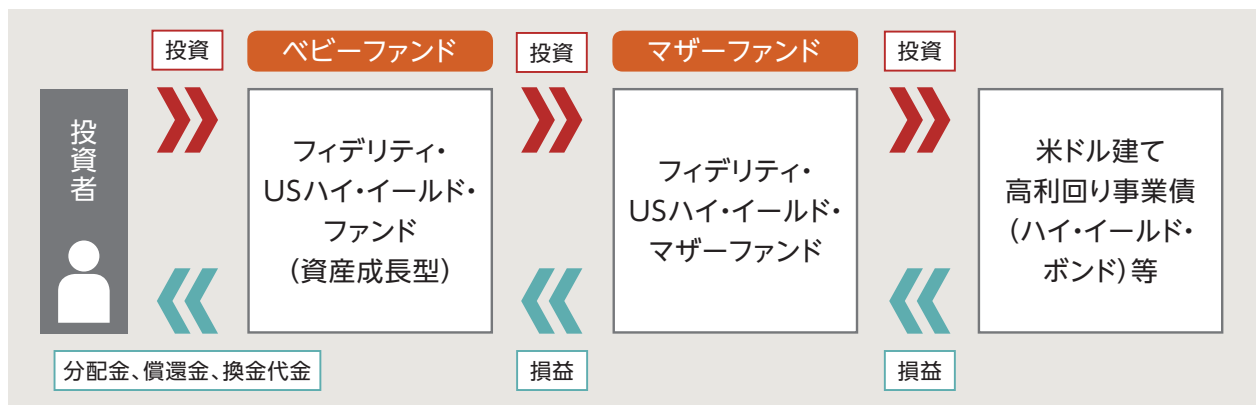 投資
ベビーファンド
投資
マザーファンド
投資
投資者
フィデリティ・
USハイ・イールド・
ファンド
(資産成長型)
フィデリティ・
USハイ・イールド・
マザーファンド
米ドル建て
高利回り事業債
(ハイ・イールド・
ボンド)等
分配金、償還金、換金代金
損益
損益